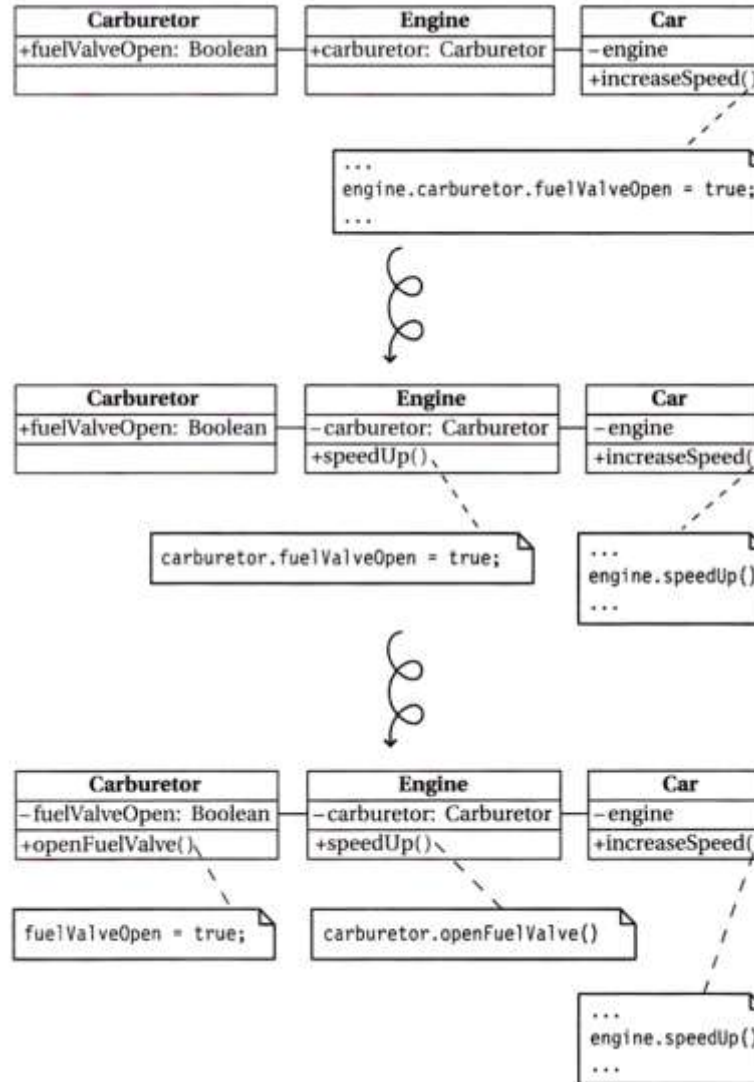 Carburetor
+fuelValveOpen: Boolean
Engine
+carburetor: Carburetor
Car
–engine
+increaseSpeed()
...
engine.carburetor.fuelValveOpen = true;
...
Carburetor
+fuelValveOpen: Boolean
Engine
–carburetor: Carburetor
+speedUp()
Car
–engine
+increaseSpeed(
carburetor.fuelValveOpen = true;
...
engine.speedUp()
...
Carburetor
–fuelValveOpen: Boolean
+openFuelValve()
Engine
–carburetor: Carburetor
+speedUp()
Car
–engine
+increaseSpeed(
fuelValveOpen = true;
carburetor.openFuelValve()
...
engine.speedUp()
...